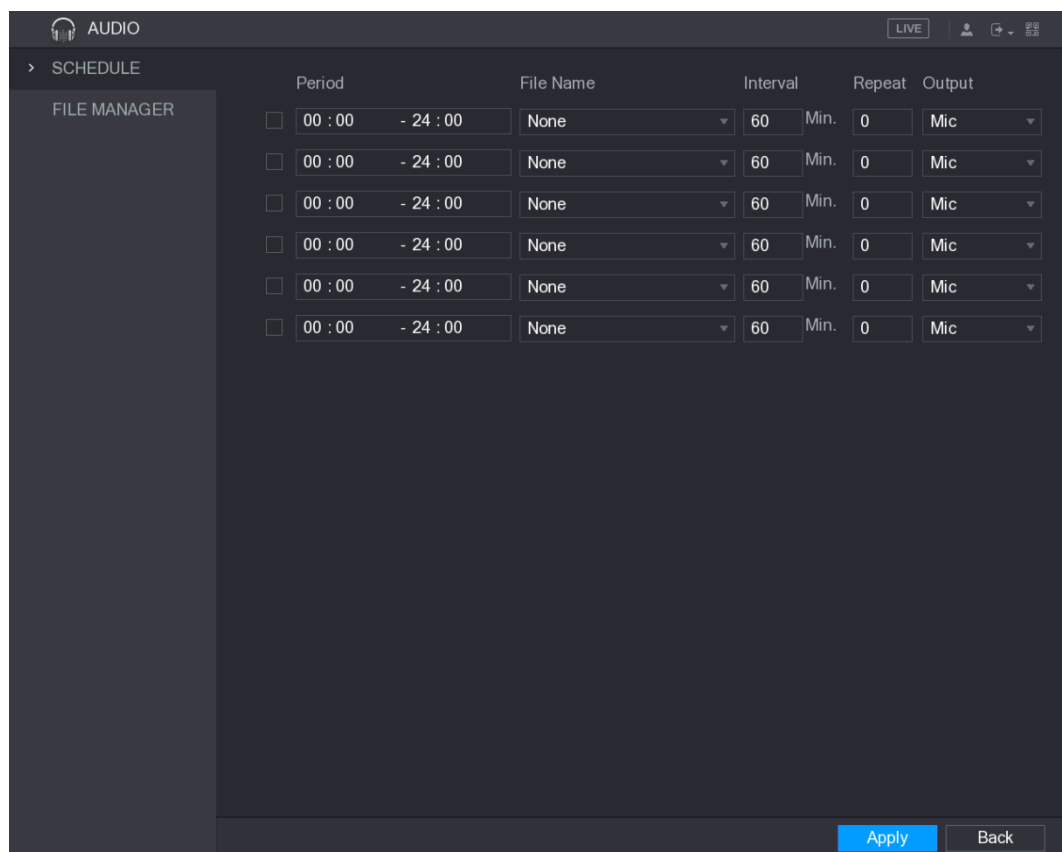 AUDIO LIVE
SCHEDULE
FILE MANAGER
Period File Name Interval Repeat Output
00 : 00 - 24 : 00 None 60 Min. 0 Mic
00 : 00 - 24 : 00 None 60 Min. 0 Mic
00 : 00 - 24 : 00 None 60 Min. 0 Mic
00 : 00 - 24 : 00 None 60 Min. 0 Mic
00 : 00 - 24 : 00 None 60 Min. 0 Mic
00 : 00 - 24 : 00 None 60 Min. 0 Mic
Apply Back